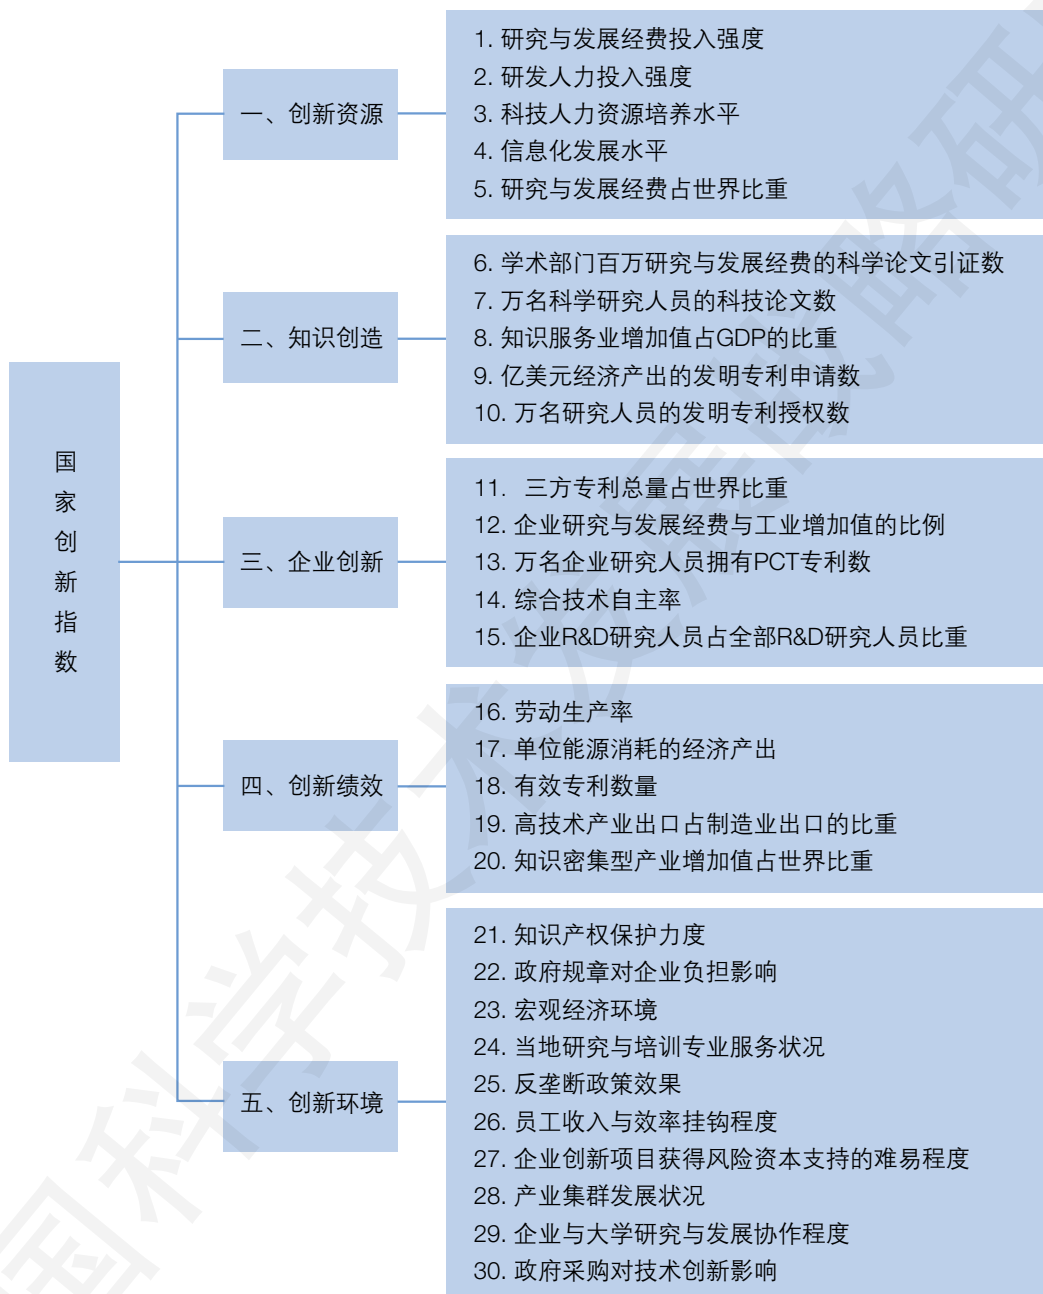 国家创新指数
一、创新资源
1. 研究与发展经费投入强度
2. 研发人力投入强度
3. 科技人力资源培养水平
4. 信息化发展水平
5. 研究与发展经费占世界比重
二、知识创造
6. 学术部门百万研究与发展经费的科学论文引证数
7. 万名科学研究人员的科技论文数
8. 知识服务业增加值占GDP的比重
9. 亿美元经济产出的发明专利申请数
10. 万名研究人员的发明专利授权数
三、企业创新
11. 三方专利总量占世界比重
12. 企业研究与发展经费与工业增加值的比例
13. 万名企业研究人员拥有PCT专利数
14. 综合技术自主率
15. 企业R&D研究人员占全部R&D研究人员比重
四、创新绩效
16. 劳动生产率
17. 单位能源消耗的经济产出
18. 有效专利数量
19. 高技术产业出口占制造业出口的比重
20. 知识密集型产业增加值占世界比重
五、创新环境
21. 知识产权保护力度
22. 政府规章对企业负担影响
23. 宏观经济环境
24. 当地研究与培训专业服务状况
25. 反垄断政策效果
26. 员工收入与效率挂钩程度
27. 企业创新项目获得风险资本支持的难易程度
28. 产业集群发展状况
29. 企业与大学研究与发展协作程度
30. 政府采购对技术创新影响
国科学技术发展战略研